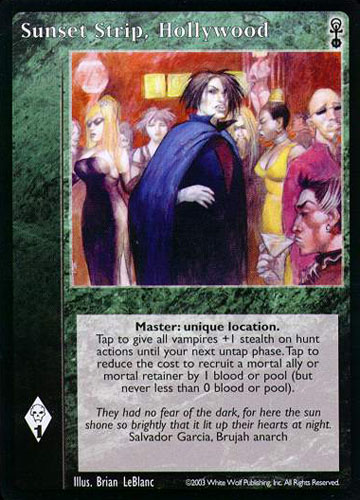 Sunset Strip, Hollywood
Master: unique location.
Tap to give all vampires +1 stealth on hunt
actions until your next untap phase. Tap to
reduce the cost to recruit a mortal ally or
mortal retainer by 1 blood or pool (but
never less than 0 blood or pool).
They had no fear of the dark, for here the sun
shone so brightly that it lit up their hearts at night.
Salvador Garcia, Brujah anarch
1
Illus. Brian LeBlanc
©2003 White Wolf Publishing, Inc. All Rights Reserved.